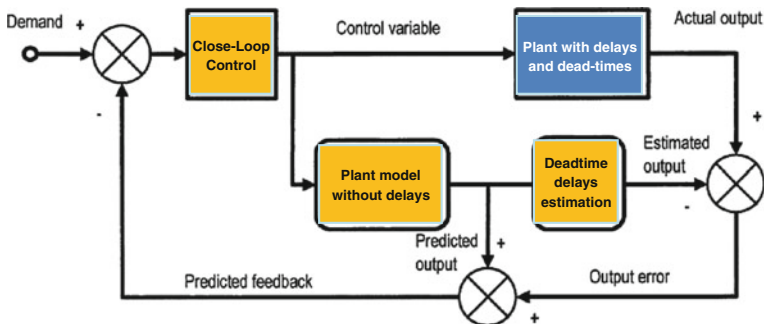 Demand
+
Close-Loop
Control
Control variable
Plant with delays
and dead-times
Actual output
-
+
Plant model
without delays
Deadtime
delays
estimation
Estimated
output
-
Predicted
output
+
Predicted feedback
Output error
+